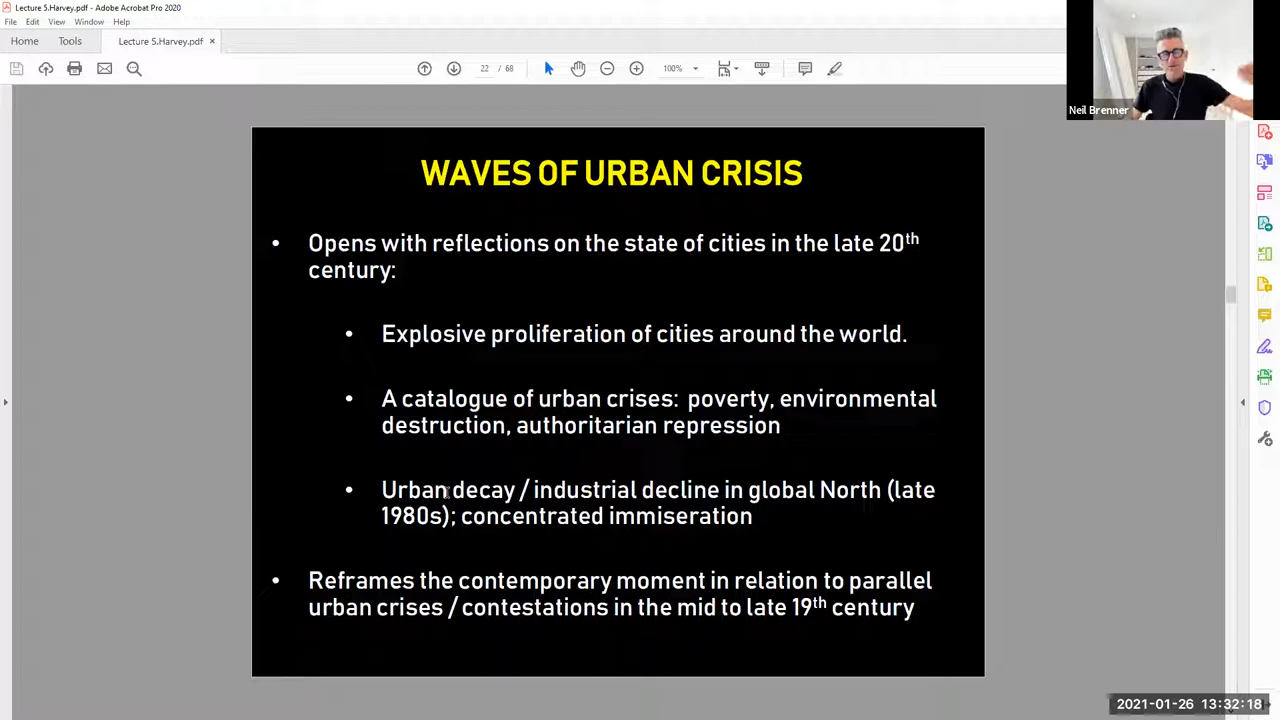 Lecture 5.Harvey.pdf - Adobe Acrobat Pro 2020
File Edit View Window Help
Home Tools Lecture 5.Harvey.pdf ×
22 / 68 100%
Neil Brenner
WAVES OF URBAN CRISIS
• Opens with reflections on the state of cities in the late 20th
century:
• Explosive proliferation of cities around the world.
• A catalogue of urban crises: poverty, environmental
destruction, authoritarian repression
• Urban decay / industrial decline in global North (late
1980s); concentrated immiseration
• Reframes the contemporary moment in relation to parallel
urban crises / contestations in the mid to late 19th century
2021-01-26 13:32:18